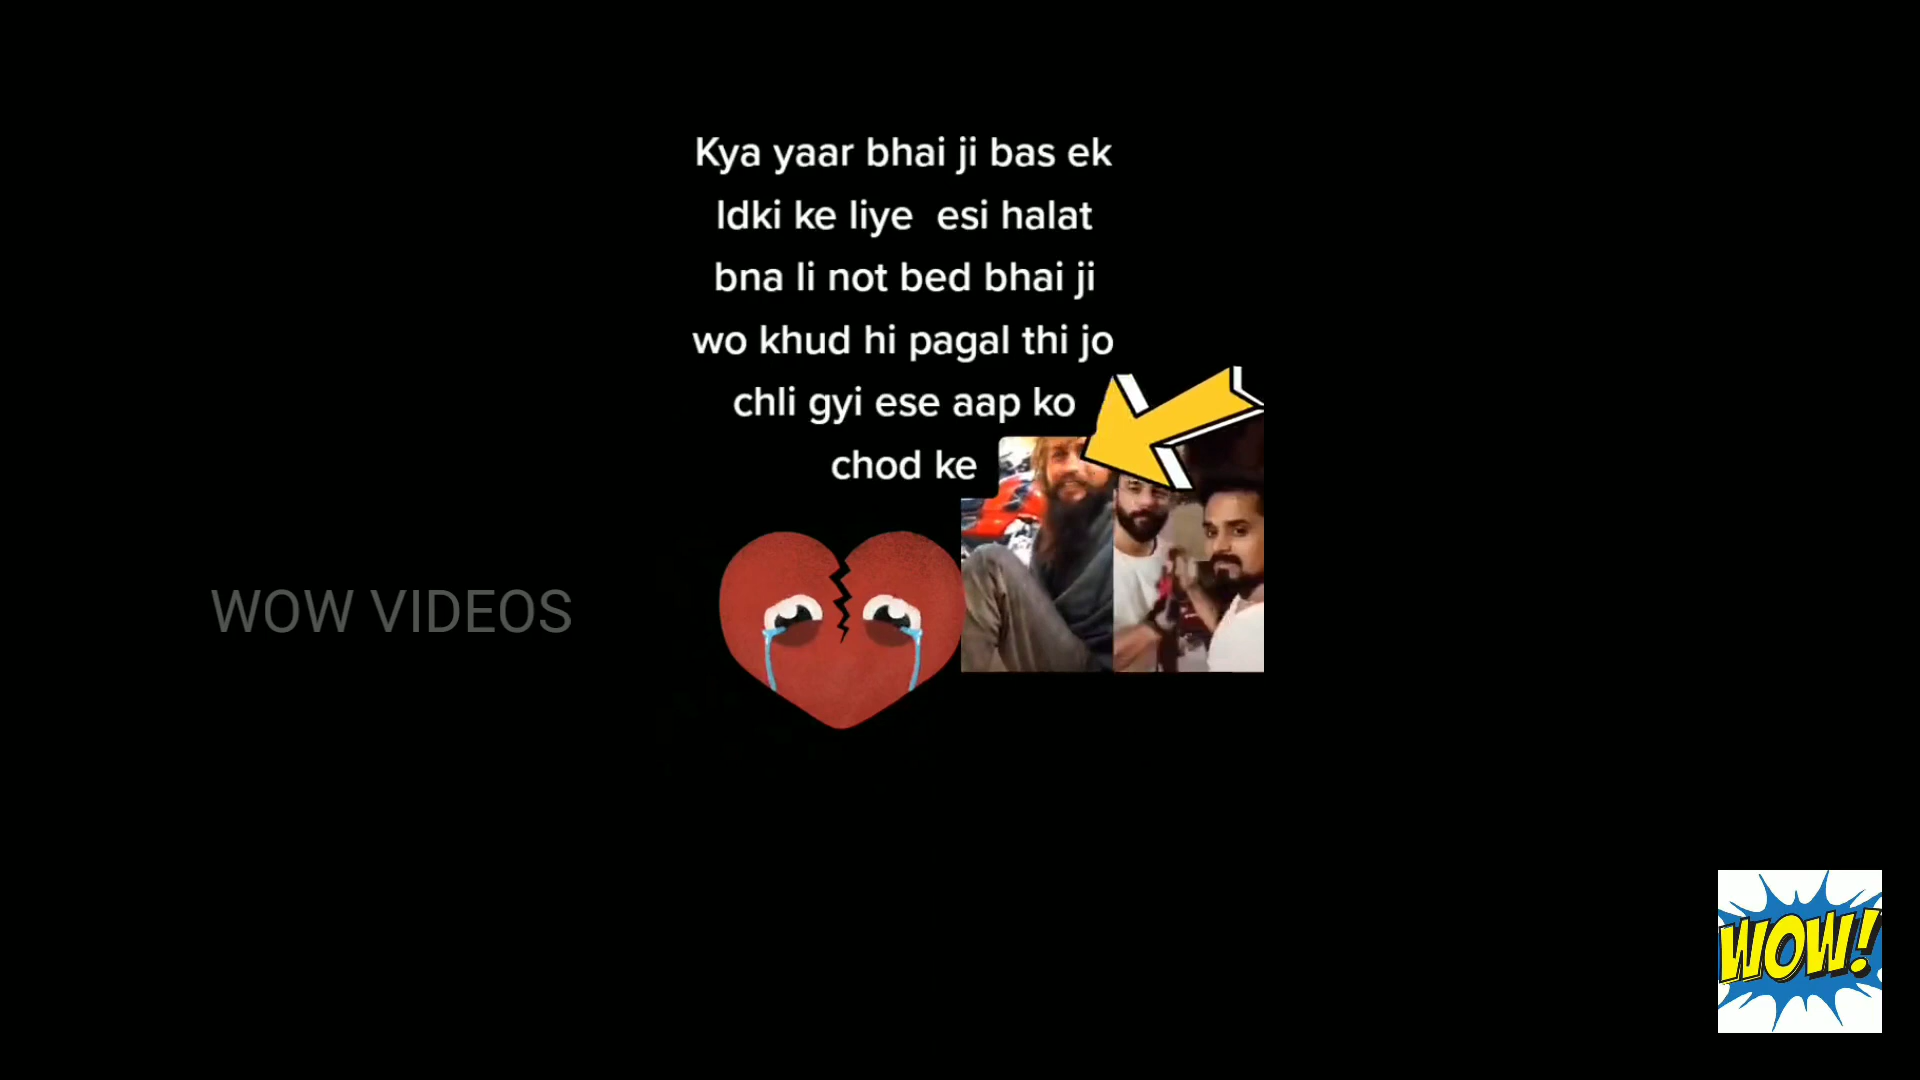 Kya yaar bhai ji bas ek
ldki ke liye esi halat
bna li not bed bhai ji
wo khud hi pagal thi jo
chli gyi ese aap ko
chod ke
WOW VIDEOS
WOW!